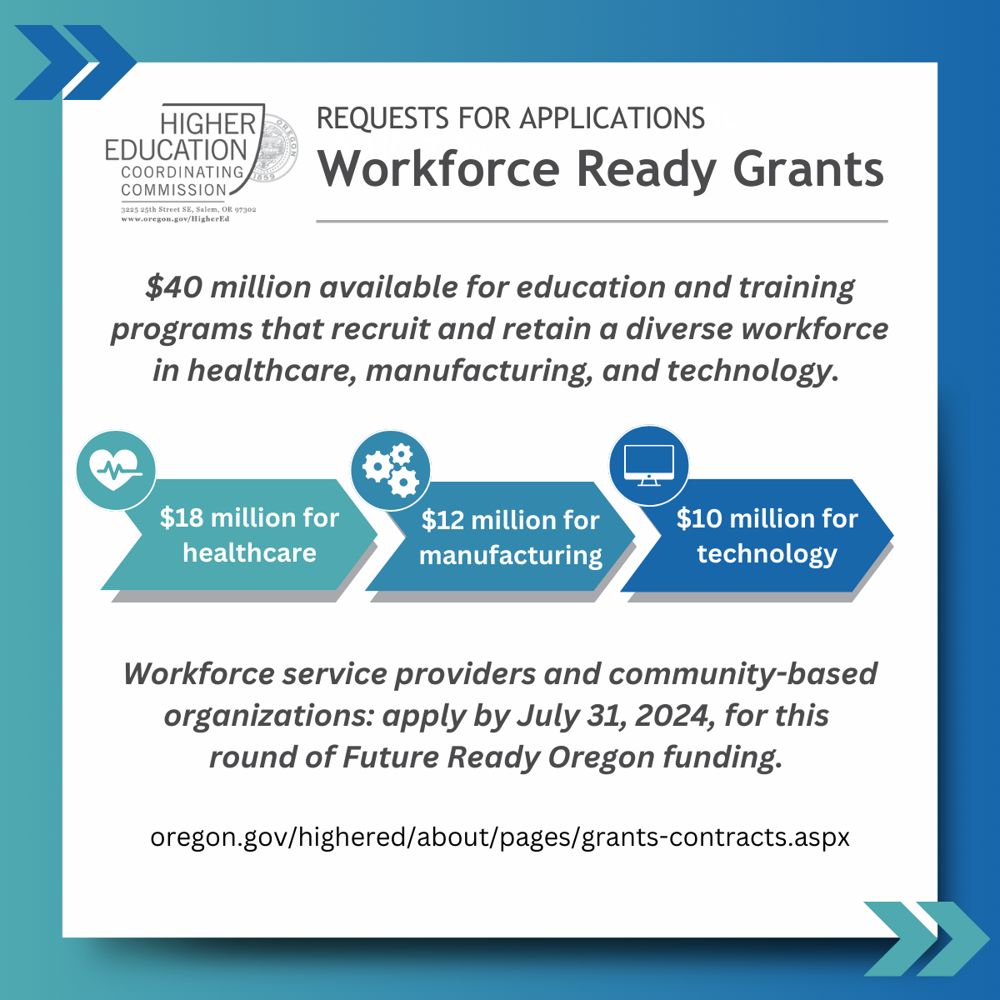 HIGHER
EDUCATION
COORDINATING
COMMISSION
3225 25th Street SE, Salem, OR 97302
www.oregon.gov/HigherEd
OREGON
1859
REQUESTS FOR APPLICATIONS
Workforce Ready Grants
$40 million available for education and training
programs that recruit and retain a diverse workforce
in healthcare, manufacturing, and technology.
$18 million for
healthcare
$12 million for
manufacturing
$10 million for
technology
Workforce service providers and community-based
organizations: apply by July 31, 2024, for this
round of Future Ready Oregon funding.
oregon.gov/highered/about/pages/grants-contracts.aspx